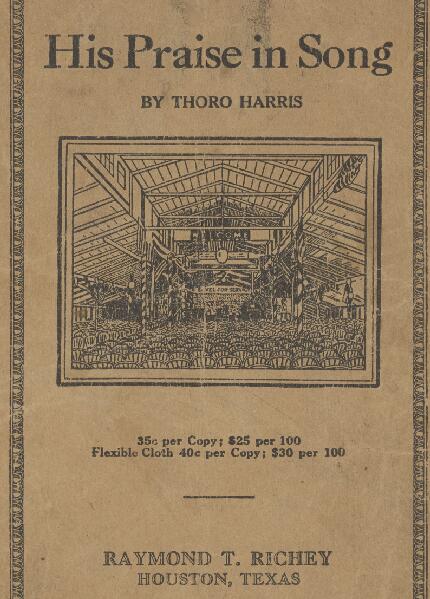 His Praise in Song
BY THORO HARRIS
WELCOME
35c per Copy; $25 per 100
Flexible Cloth 40c per Copy; $30 per 100
RAYMOND T. RICHEY
HOUSTON, TEXAS